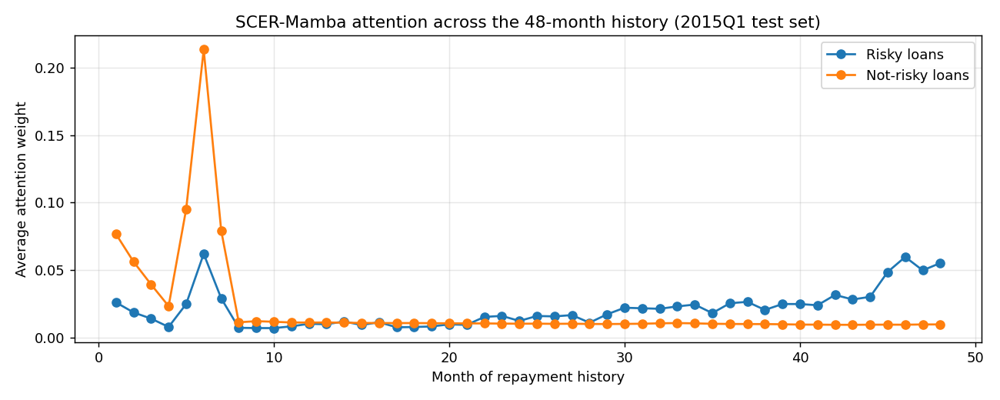 SCER-Mamba attention across the 48-month history (2015Q1 test set)
Risky loans
Not-risky loans
Average attention weight
0.20
0.15
0.10
0.05
0.00
0 10 20 30 40 50
Month of repayment history